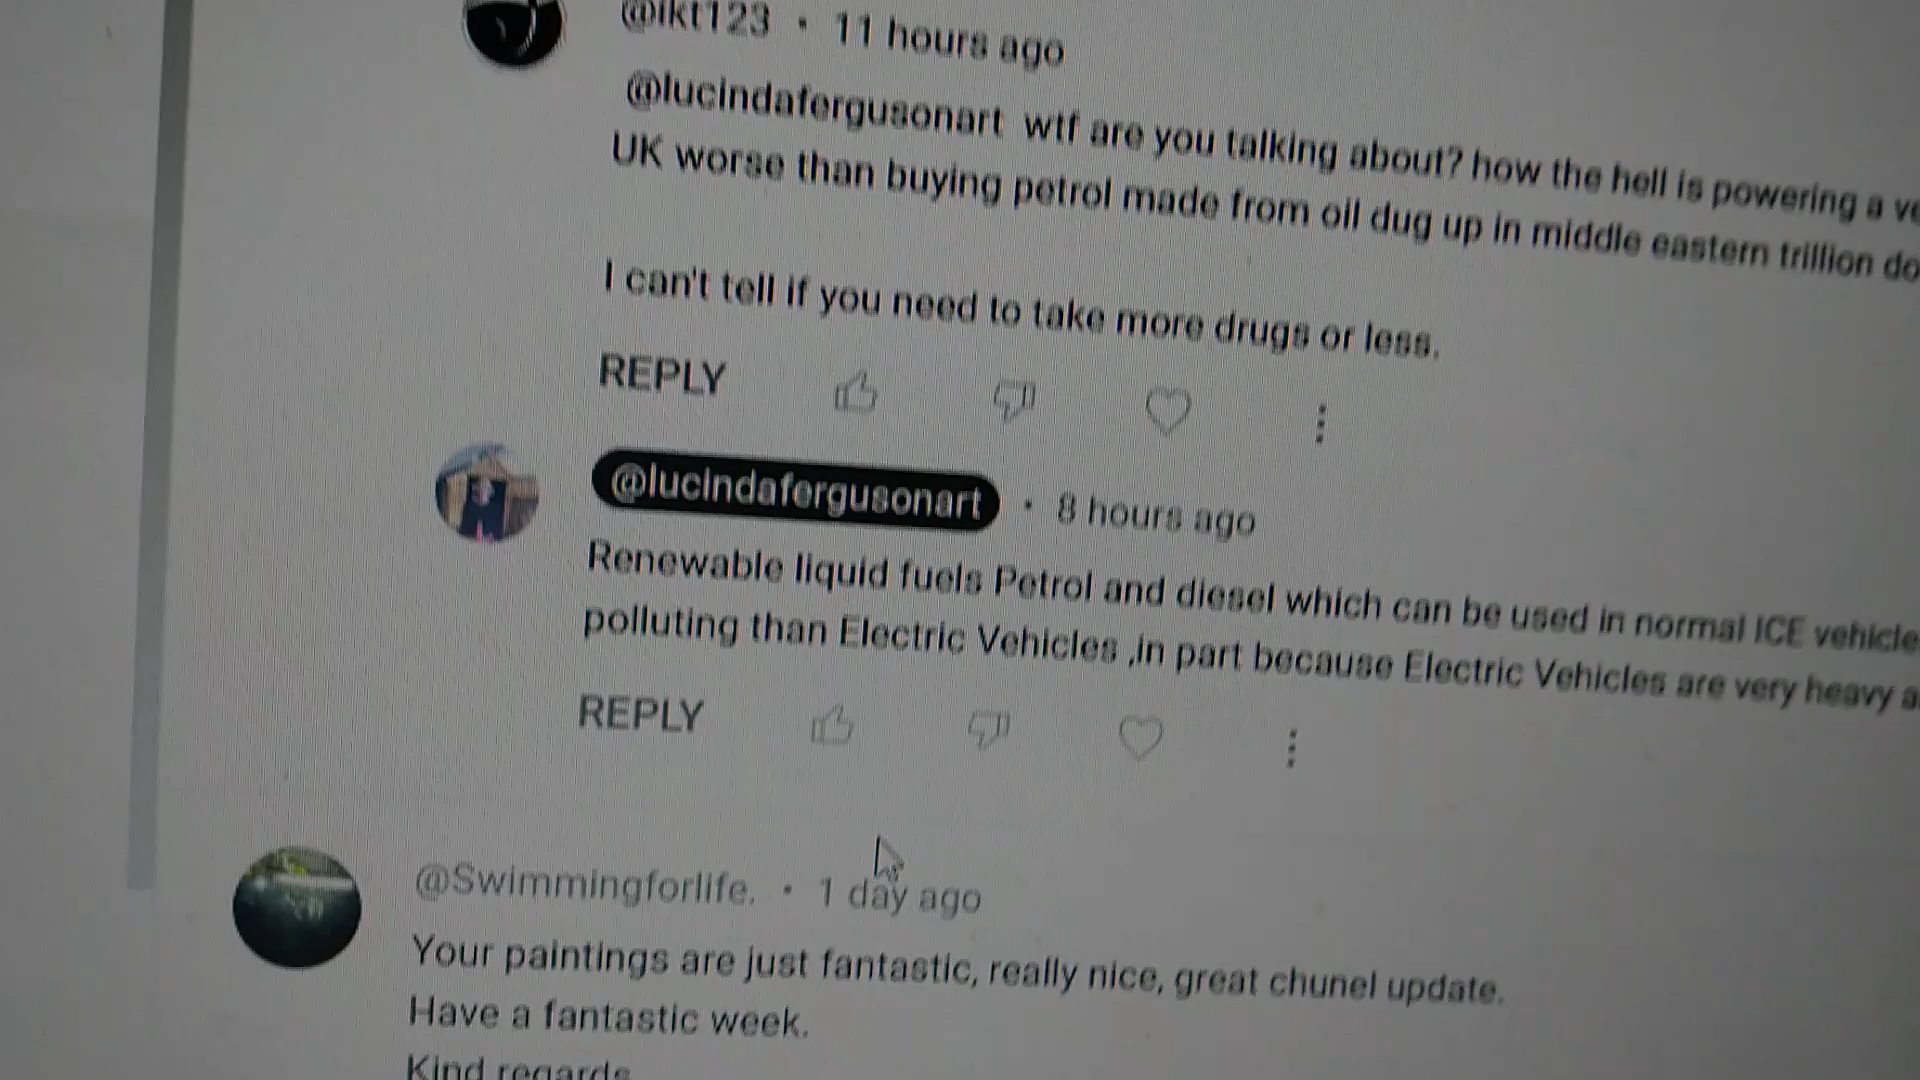 @ikt123 · 11 hours ago
@lucindafergusonart wtf are you talking about? how the hell is powering a
UK worse than buying petrol made from oil dug up in middle eastern trillion
I can't tell if you need to take more drugs or less.
REPLY
@lucindafergusonart · 8 hours ago
Renewable liquid fuels Petrol and diesel which can be used in normal ICE vehicle
polluting than Electric Vehicles ,in part because Electric Vehicles are very heavy
REPLY
@Swimmingforlife. · 1 day ago
Your paintings are just fantastic, really nice, great chunel update.
Have a fantastic week.
Kind regards